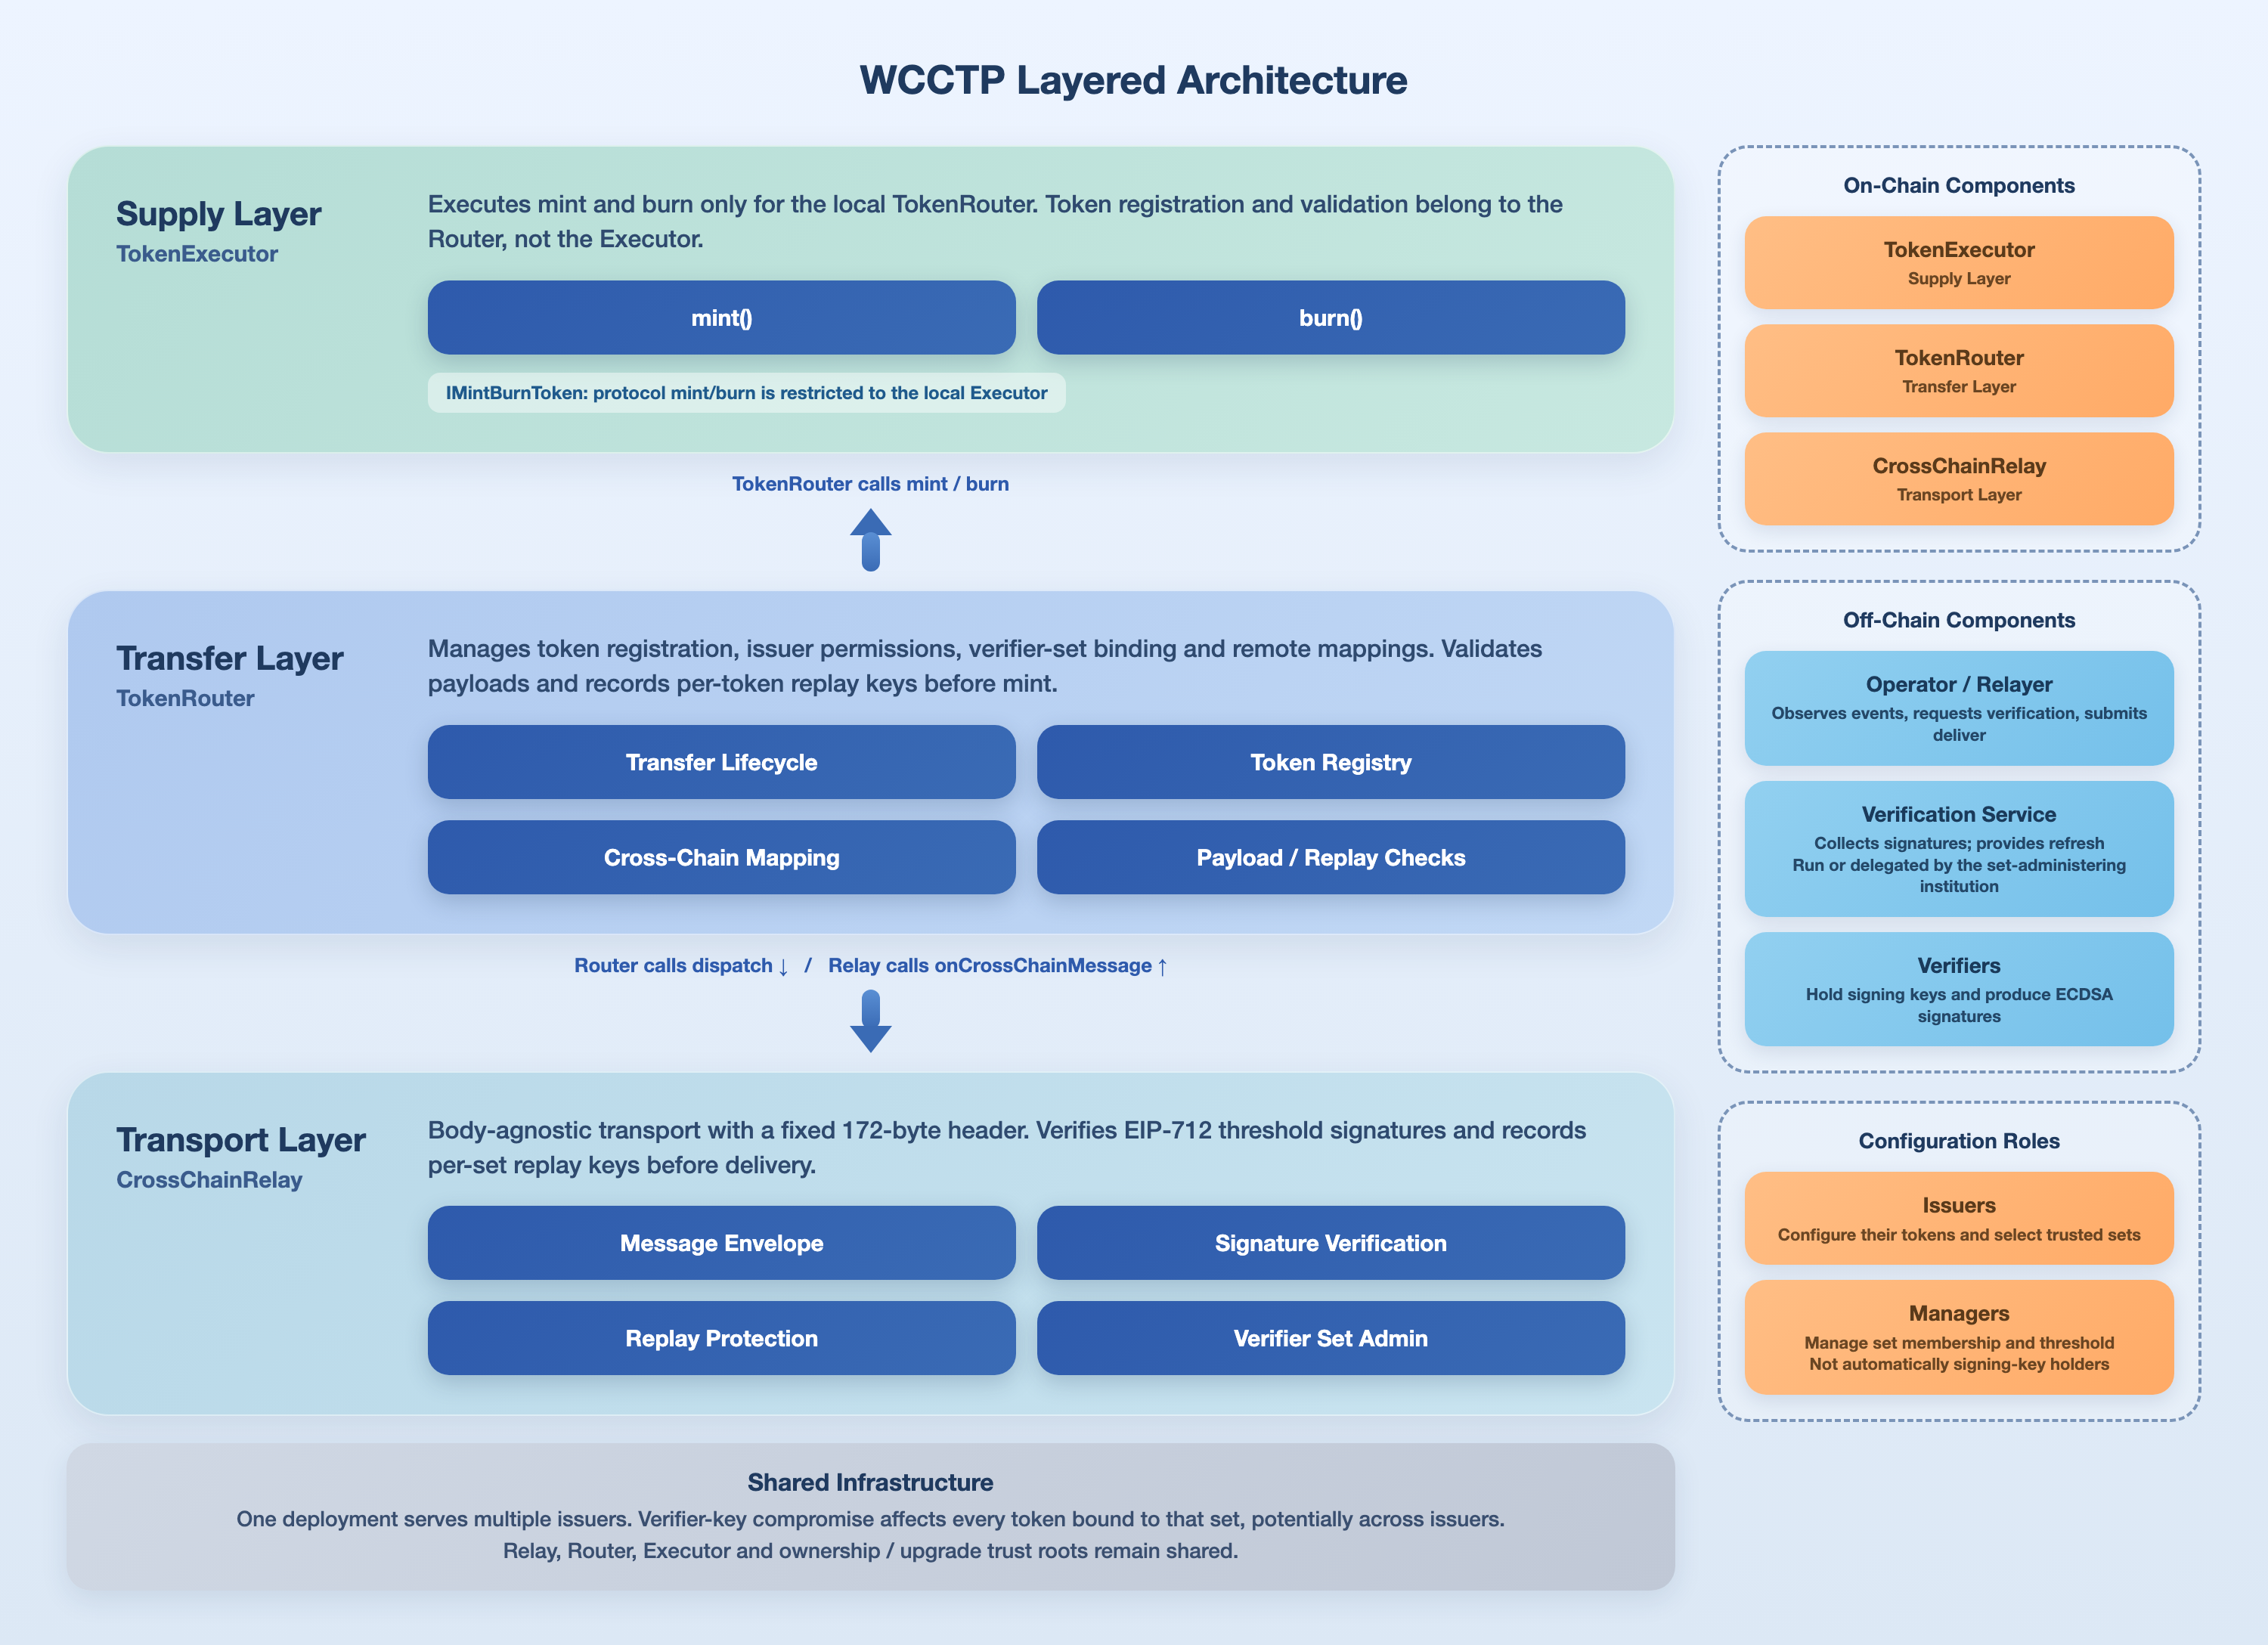 WCCTP Layered Architecture
Supply Layer
TokenExecutor
Executes mint and burn only for the local TokenRouter. Token registration and validation belong to the
Router, not the Executor.
mint()
burn()
IMintBurnToken: protocol mint/burn is restricted to the local Executor
TokenRouter calls mint / burn
Transfer Layer
TokenRouter
Manages token registration, issuer permissions, verifier-set binding and remote mappings. Validates
payloads and records per-token replay keys before mint.
Transfer Lifecycle
Token Registry
Cross-Chain Mapping
Payload / Replay Checks
Router calls dispatch ↓ / Relay calls onCrossChainMessage ↑
Transport Layer
CrossChainRelay
Body-agnostic transport with a fixed 172-byte header. Verifies EIP-712 threshold signatures and records
per-set replay keys before delivery.
Message Envelope
Signature Verification
Replay Protection
Verifier Set Admin
Shared Infrastructure
One deployment serves multiple issuers. Verifier-key compromise affects every token bound to that set, potentially across issuers.
Relay, Router, Executor and ownership / upgrade trust roots remain shared.
On-Chain Components
TokenExecutor
Supply Layer
TokenRouter
Transfer Layer
CrossChainRelay
Transport Layer
Off-Chain Components
Operator / Relayer
Observes events, requests verification, submits
deliver
Verification Service
Collects signatures; provides refresh
Run or delegated by the set-administering
institution
Verifiers
Hold signing keys and produce ECDSA
signatures
Configuration Roles
Issuers
Configure their tokens and select trusted sets
Managers
Manage set membership and threshold
Not automatically signing-key holders